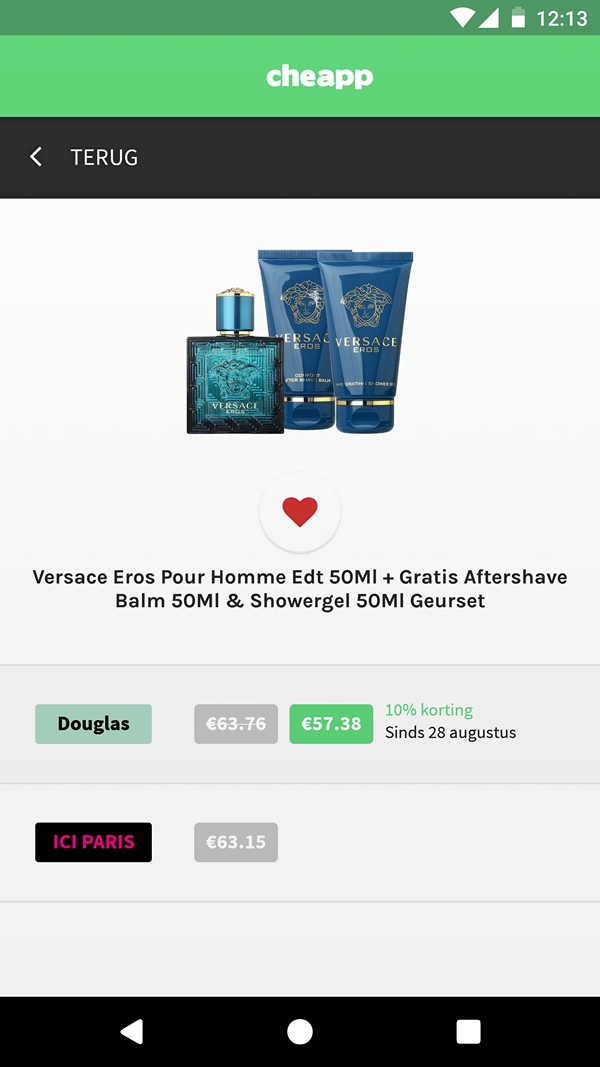 12:13
cheapp
TERUG
VERSACE
EROS
VERSACE
EROS
VERSACE
EROS
Versace Eros Pour Homme Edt 50Ml + Gratis Aftershave
Balm 50Ml & Showergel 50Ml Geurset
Douglas
€63.76
€57.38
10% korting
Sinds 28 augustus
ICI PARIS
€63.15